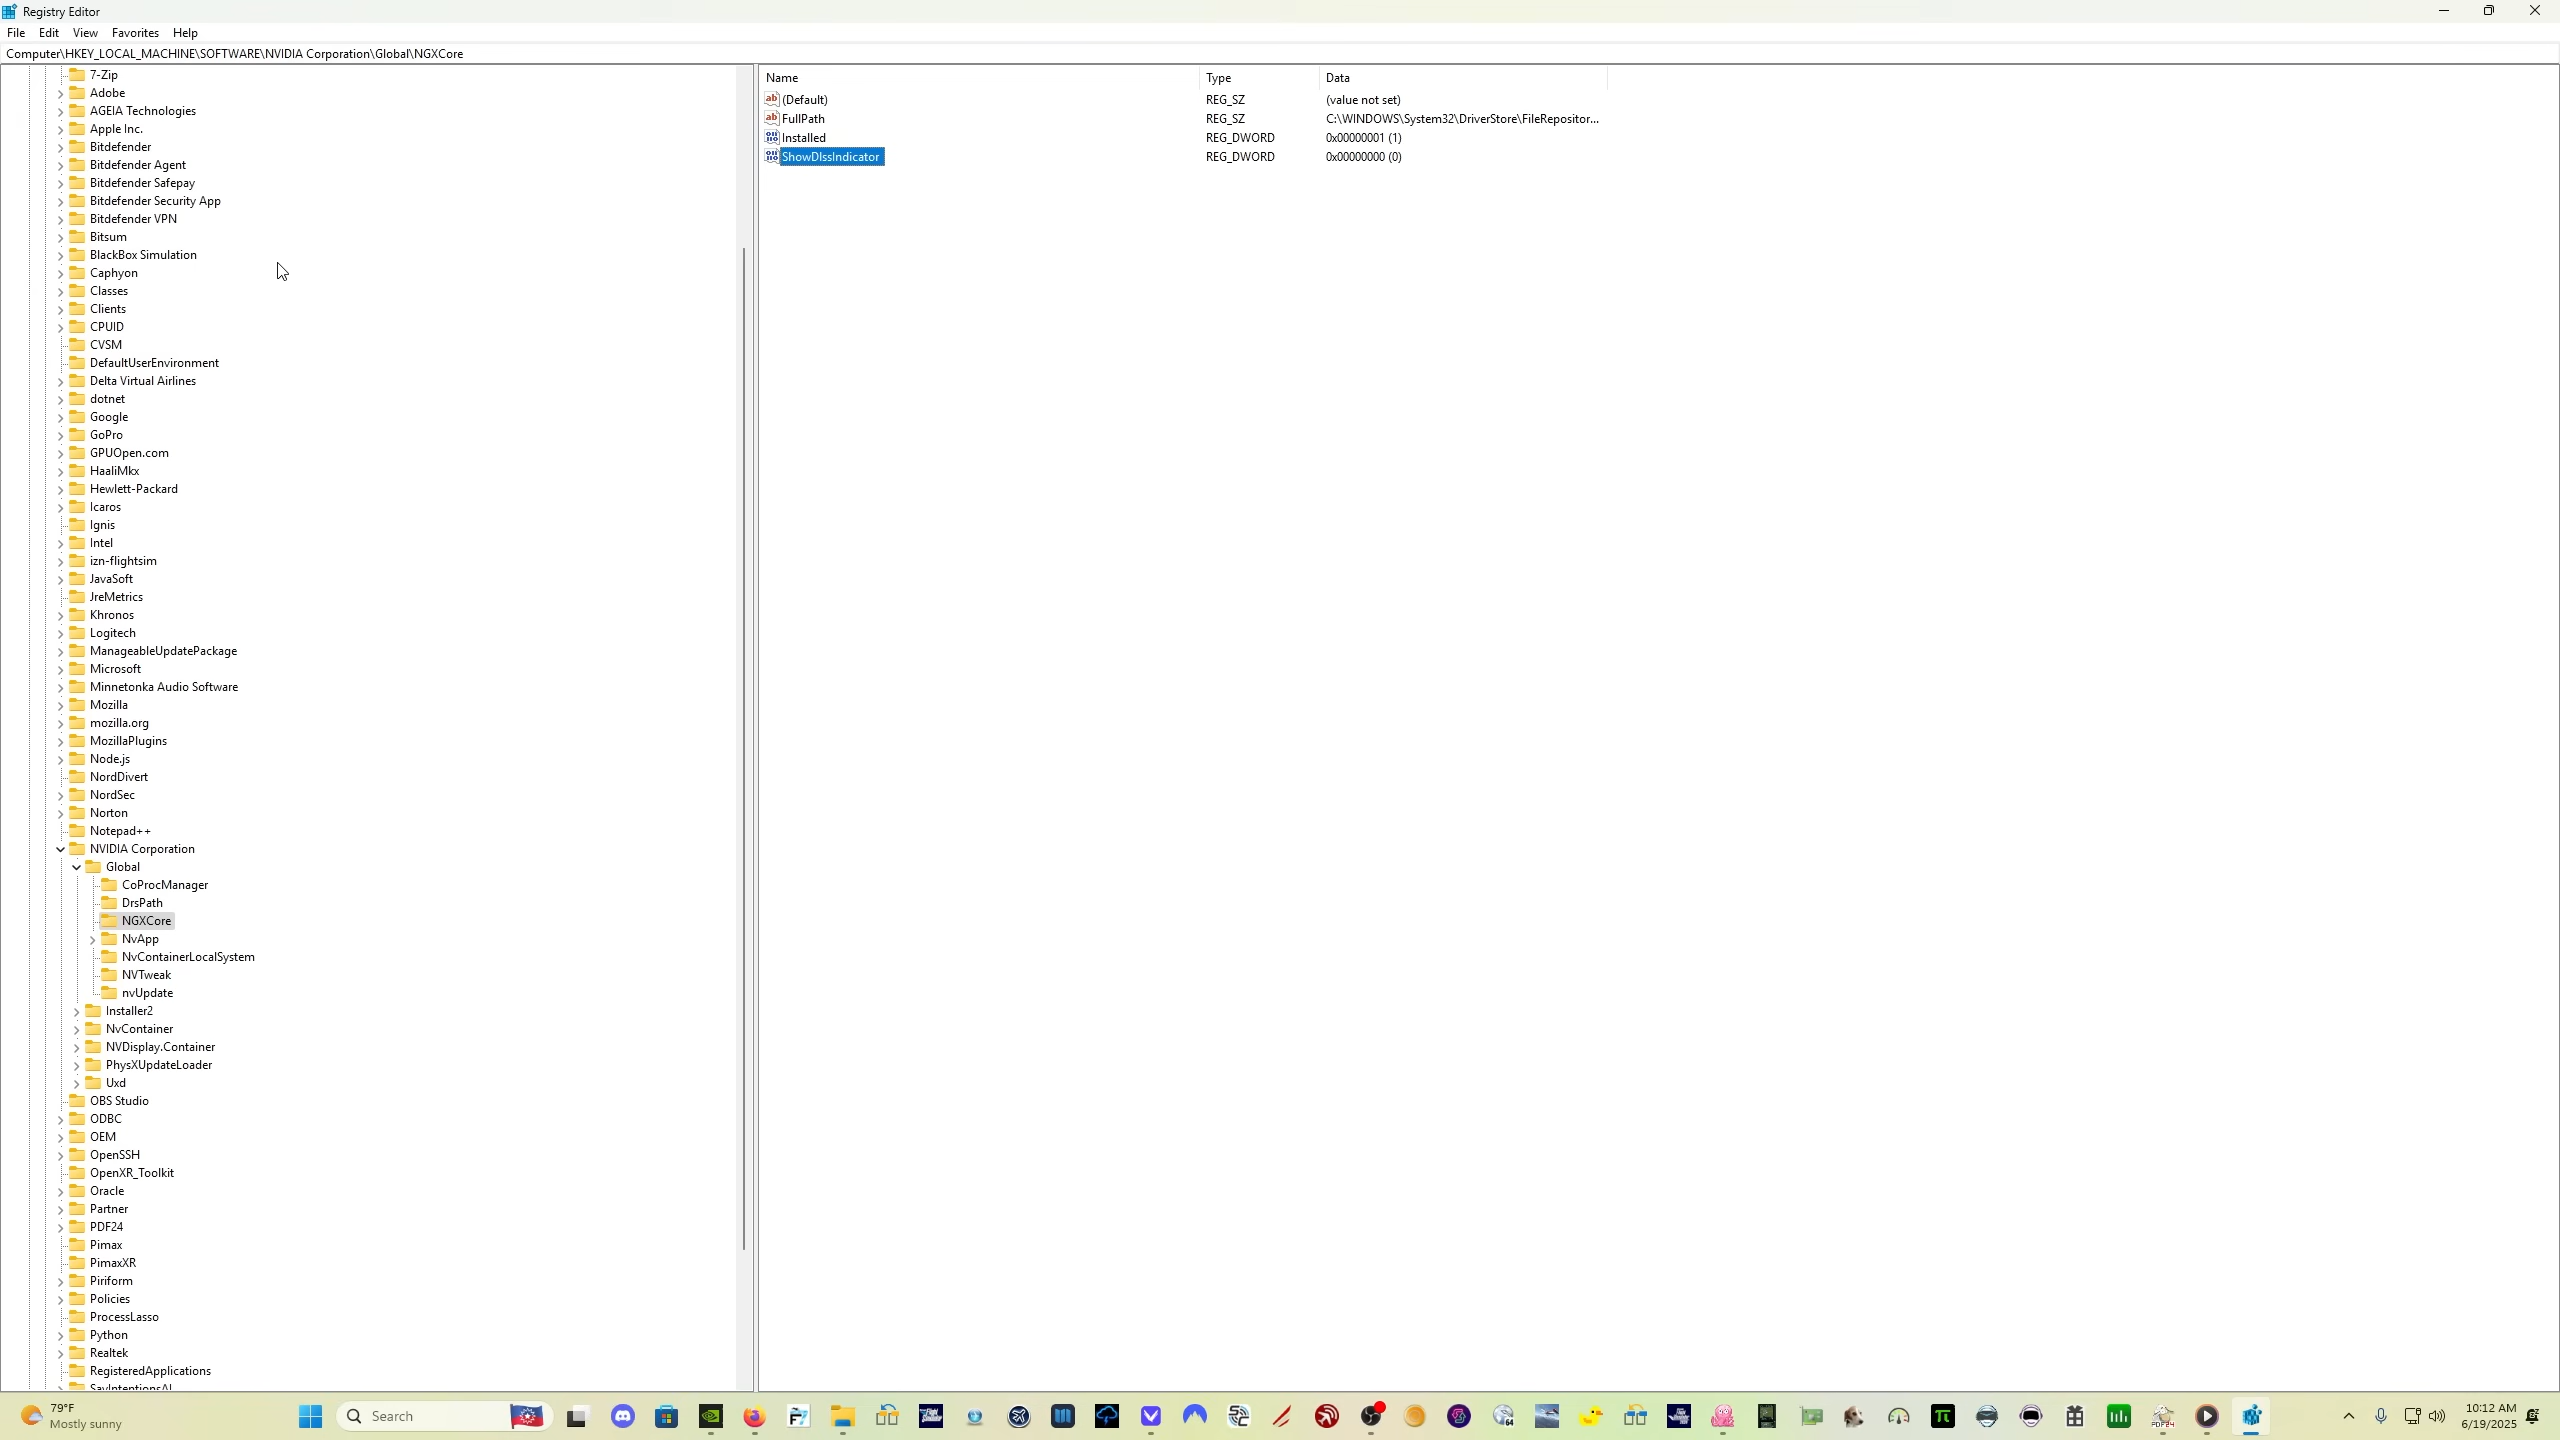 Registry Editor
File Edit View Favorites Help
Computer\HKEY_LOCAL_MACHINE\SOFTWARE\NVIDIA Corporation\Global\NGXCore
7-Zip
Adobe
AGEIA Technologies
Apple Inc.
Bitdefender
Bitdefender Agent
Bitdefender Safepay
Bitdefender Security App
Bitdefender VPN
Bitsum
BlackBox Simulation
Caphyon
Classes
Clients
CPUID
CVSM
DefaultUserEnvironment
Delta Virtual Airlines
dotnet
Google
GoPro
GPUOpen.com
HaaliMkx
Hewlett-Packard
Icaros
Ignis
Intel
izn-flightsim
JavaSoft
JreMetrics
Khronos
Logitech
ManageableUpdatePackage
Microsoft
Minnetonka Audio Software
Mozilla
mozilla.org
MozillaPlugins
Node.js
NordDivert
NordSec
Norton
Notepad++
NVIDIA Corporation
Global
CoProcManager
DrsPath
NGXCore
NvApp
NvContainerLocalSystem
NVTweak
nvUpdate
Installer2
NvContainer
NVDisplay.Container
PhysXUpdateLoader
Uxd
OBS Studio
ODBC
OEM
OpenSSH
OpenXR_Toolkit
Oracle
Partner
PDF24
Pimax
PimaxXR
Piriform
Policies
ProcessLasso
Python
Realtek
RegisteredApplications
SayIntentionsAI
Name Type Data
(Default) REG_SZ (value not set)
FullPath REG_SZ C:\WINDOWS\System32\DriverStore\FileRepositor...
Installed REG_DWORD 0x00000001 (1)
ShowDlssIndicator REG_DWORD 0x00000000 (0)
79°F
Mostly sunny
Search
10:12 AM
6/19/2025